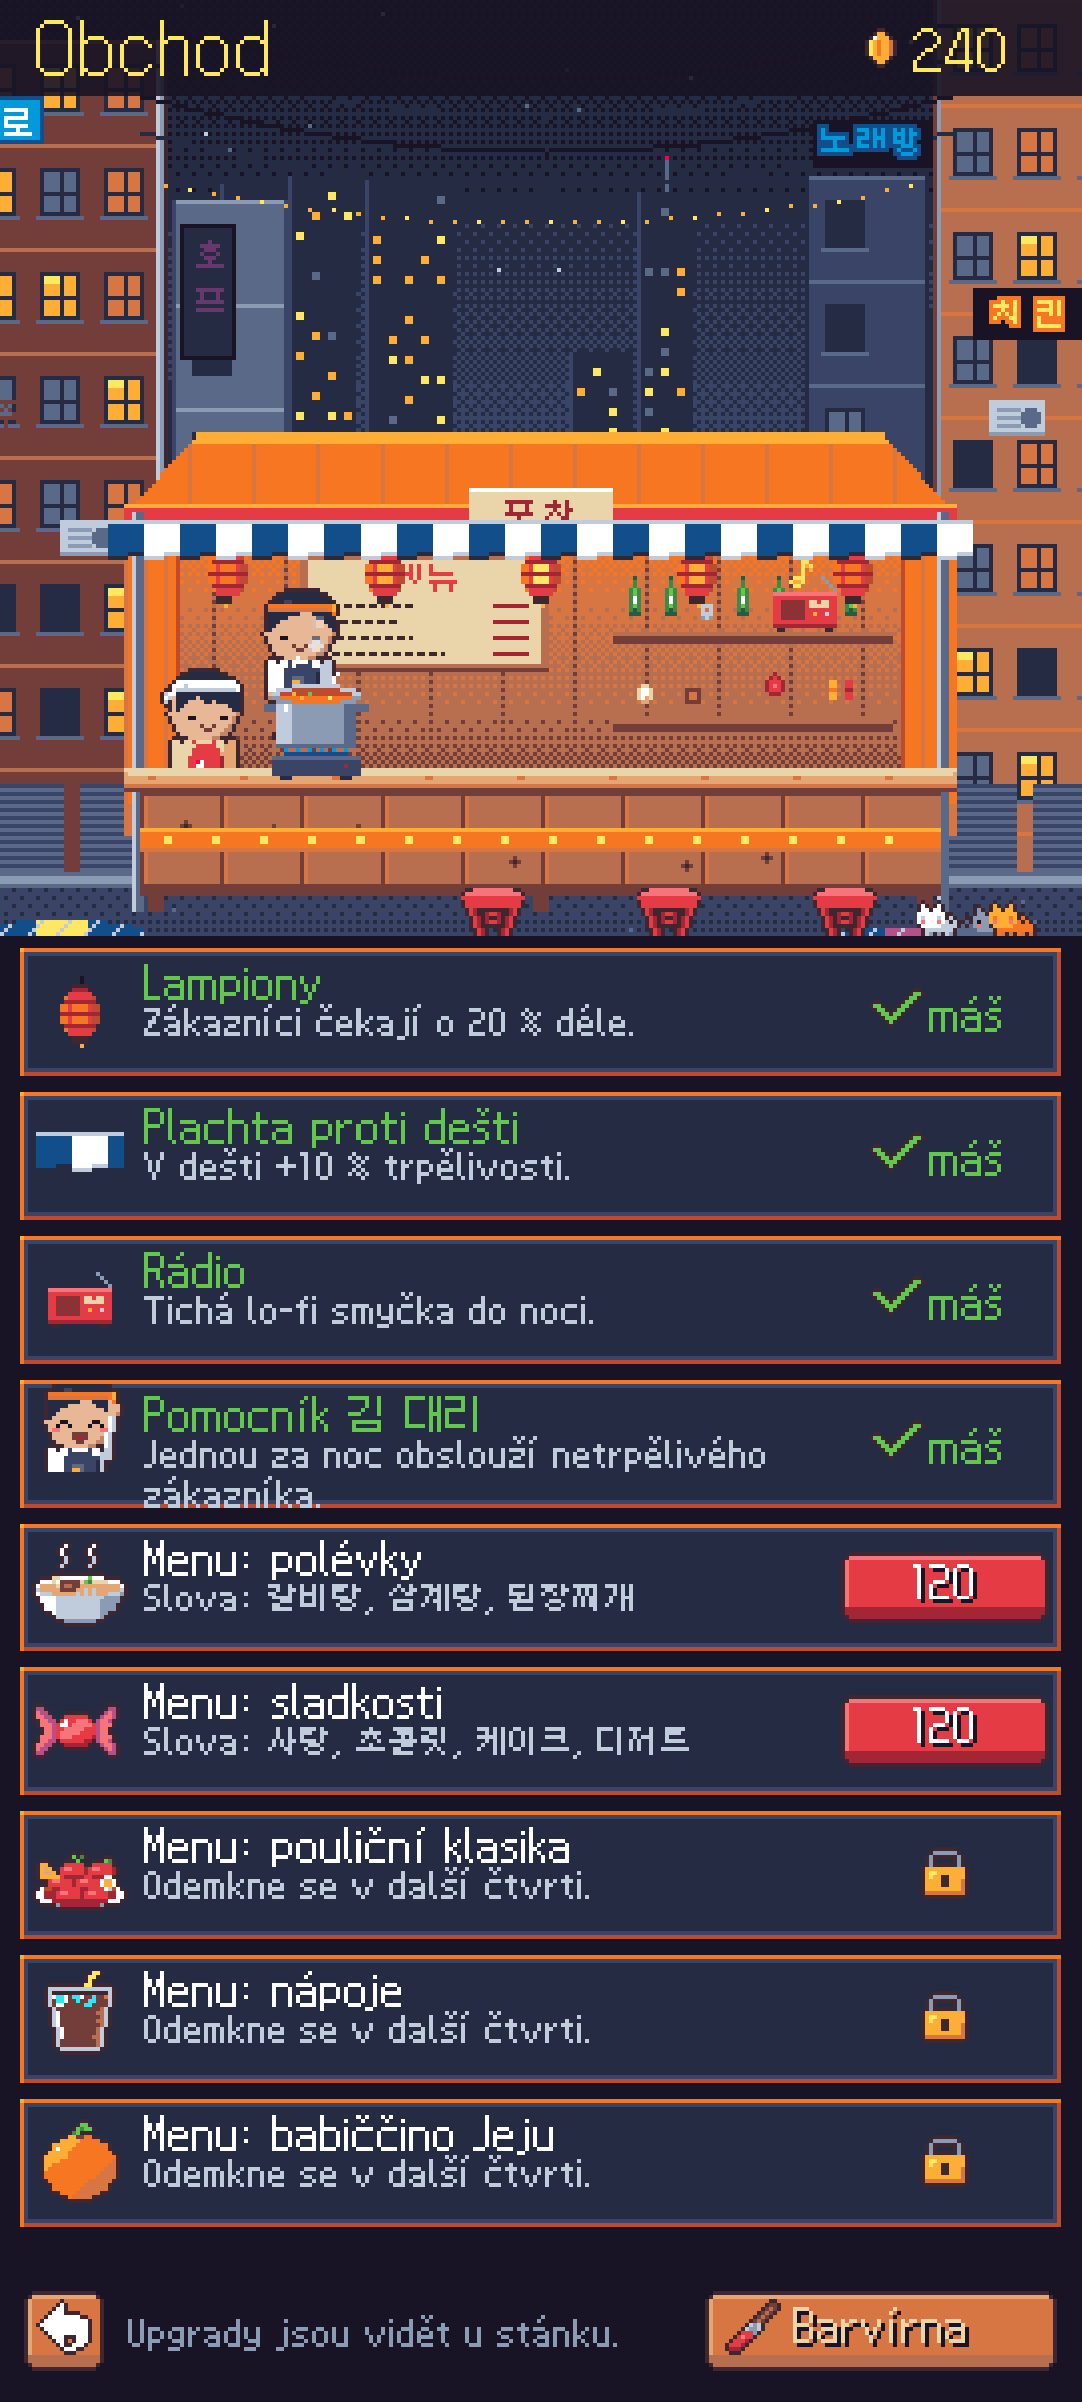 Obchod
240
로
노래방
호프
치킨
포차
메뉴
Lampiony
Zákazníci čekají o 20 % déle.
máš
Plachta proti dešti
V dešti +10 % trpělivosti.
máš
Rádio
Tichá lo-fi smyčka do noci.
máš
Pomocník 김 대리
Jednou za noc obslouží netrpělivého
zákazníka.
máš
Menu: polévky
Slova: 갈비탕, 삼계탕, 된장찌개
120
Menu: sladkosti
Slova: 사탕, 초콜릿, 케이크, 디저트
120
Menu: pouliční klasika
Odemkne se v další čtvrti.
Menu: nápoje
Odemkne se v další čtvrti.
Menu: babiččino Jeju
Odemkne se v další čtvrti.
Upgrady jsou vidět u stánku.
Barvírna